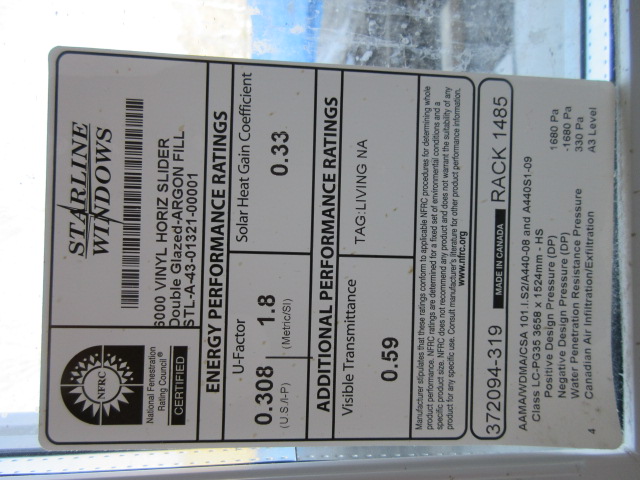 STARLINE
WINDOWS
6000 VINYL HORIZ SLIDER
Double Glazed-ARGON FILL
STL-A-43-01321-00001
NFRC
National Fenestration
Rating Council®
CERTIFIED
ENERGY PERFORMANCE RATINGS
U-Factor
0.308 1.8
(U.S./I-P) (Metric/SI)
Solar Heat Gain Coefficient
0.33
ADDITIONAL PERFORMANCE RATINGS
Visible Transmittance
0.59
TAG:LIVING NA
Manufacturer stipulates that these ratings conform to applicable NFRC procedures for determining whole
product performance. NFRC ratings are determined for a fixed set of environmental conditions and a
specific product size. NFRC does not recommend any product and does not warrant the suitability of any
product for any specific use. Consult manufacturer's literature for other product performance information.
www.nfrc.org
372094-319 MADE IN CANADA RACK 1485
AAMA/WDMA/CSA 101 I.S2/A440-08 and A440S1-09
Class LC-PG35 3658 x 1524mm - HS
Positive Design Pressure (DP) 1680 Pa
Negative Design Pressure (DP) -1680 Pa
Water Penetration Resistance Pressure 330 Pa
4 Canadian Air Infiltration/Exfiltration A3 Level